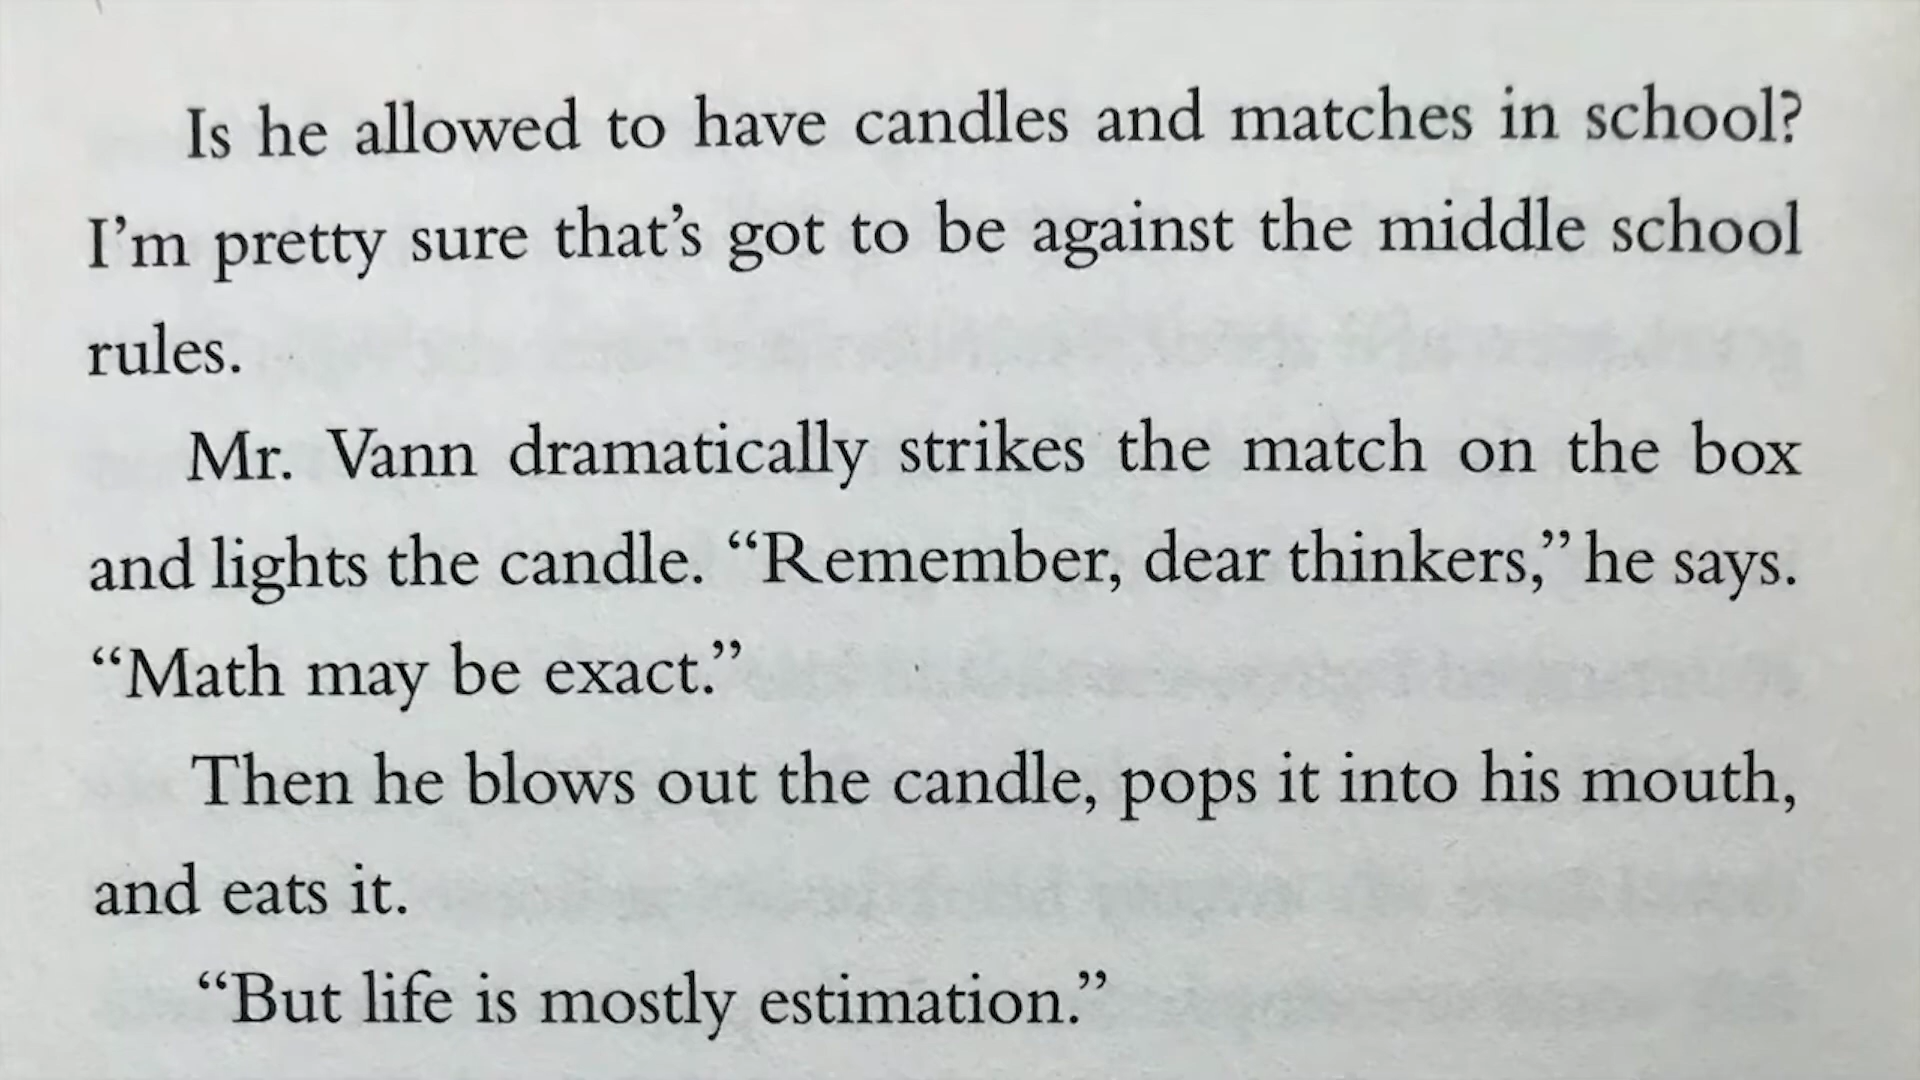 Is he allowed to have candles and matches in school?
I’m pretty sure that’s got to be against the middle school
rules.
Mr. Vann dramatically strikes the match on the box
and lights the candle. “Remember, dear thinkers,” he says.
“Math may be exact.”
Then he blows out the candle, pops it into his mouth,
and eats it.
“But life is mostly estimation.”